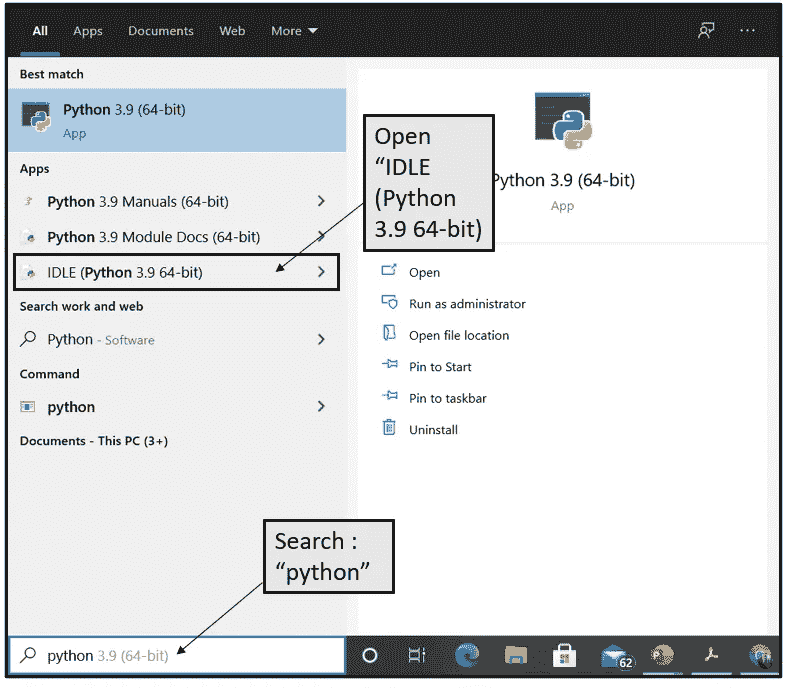 All Apps Documents Web More
Best match
Python 3.9 (64-bit)
App
Apps
Python 3.9 Manuals (64-bit)
Python 3.9 Module Docs (64-bit)
IDLE (Python 3.9 64-bit)
Search work and web
Python - Software
Command
python
Documents - This PC (3+)
Open
“IDLE
(Python
3.9 64-bit)
Python 3.9 (64-bit)
App
Open
Run as administrator
Open file location
Pin to Start
Pin to taskbar
Uninstall
Search :
“python”
python 3.9 (64-bit)
62